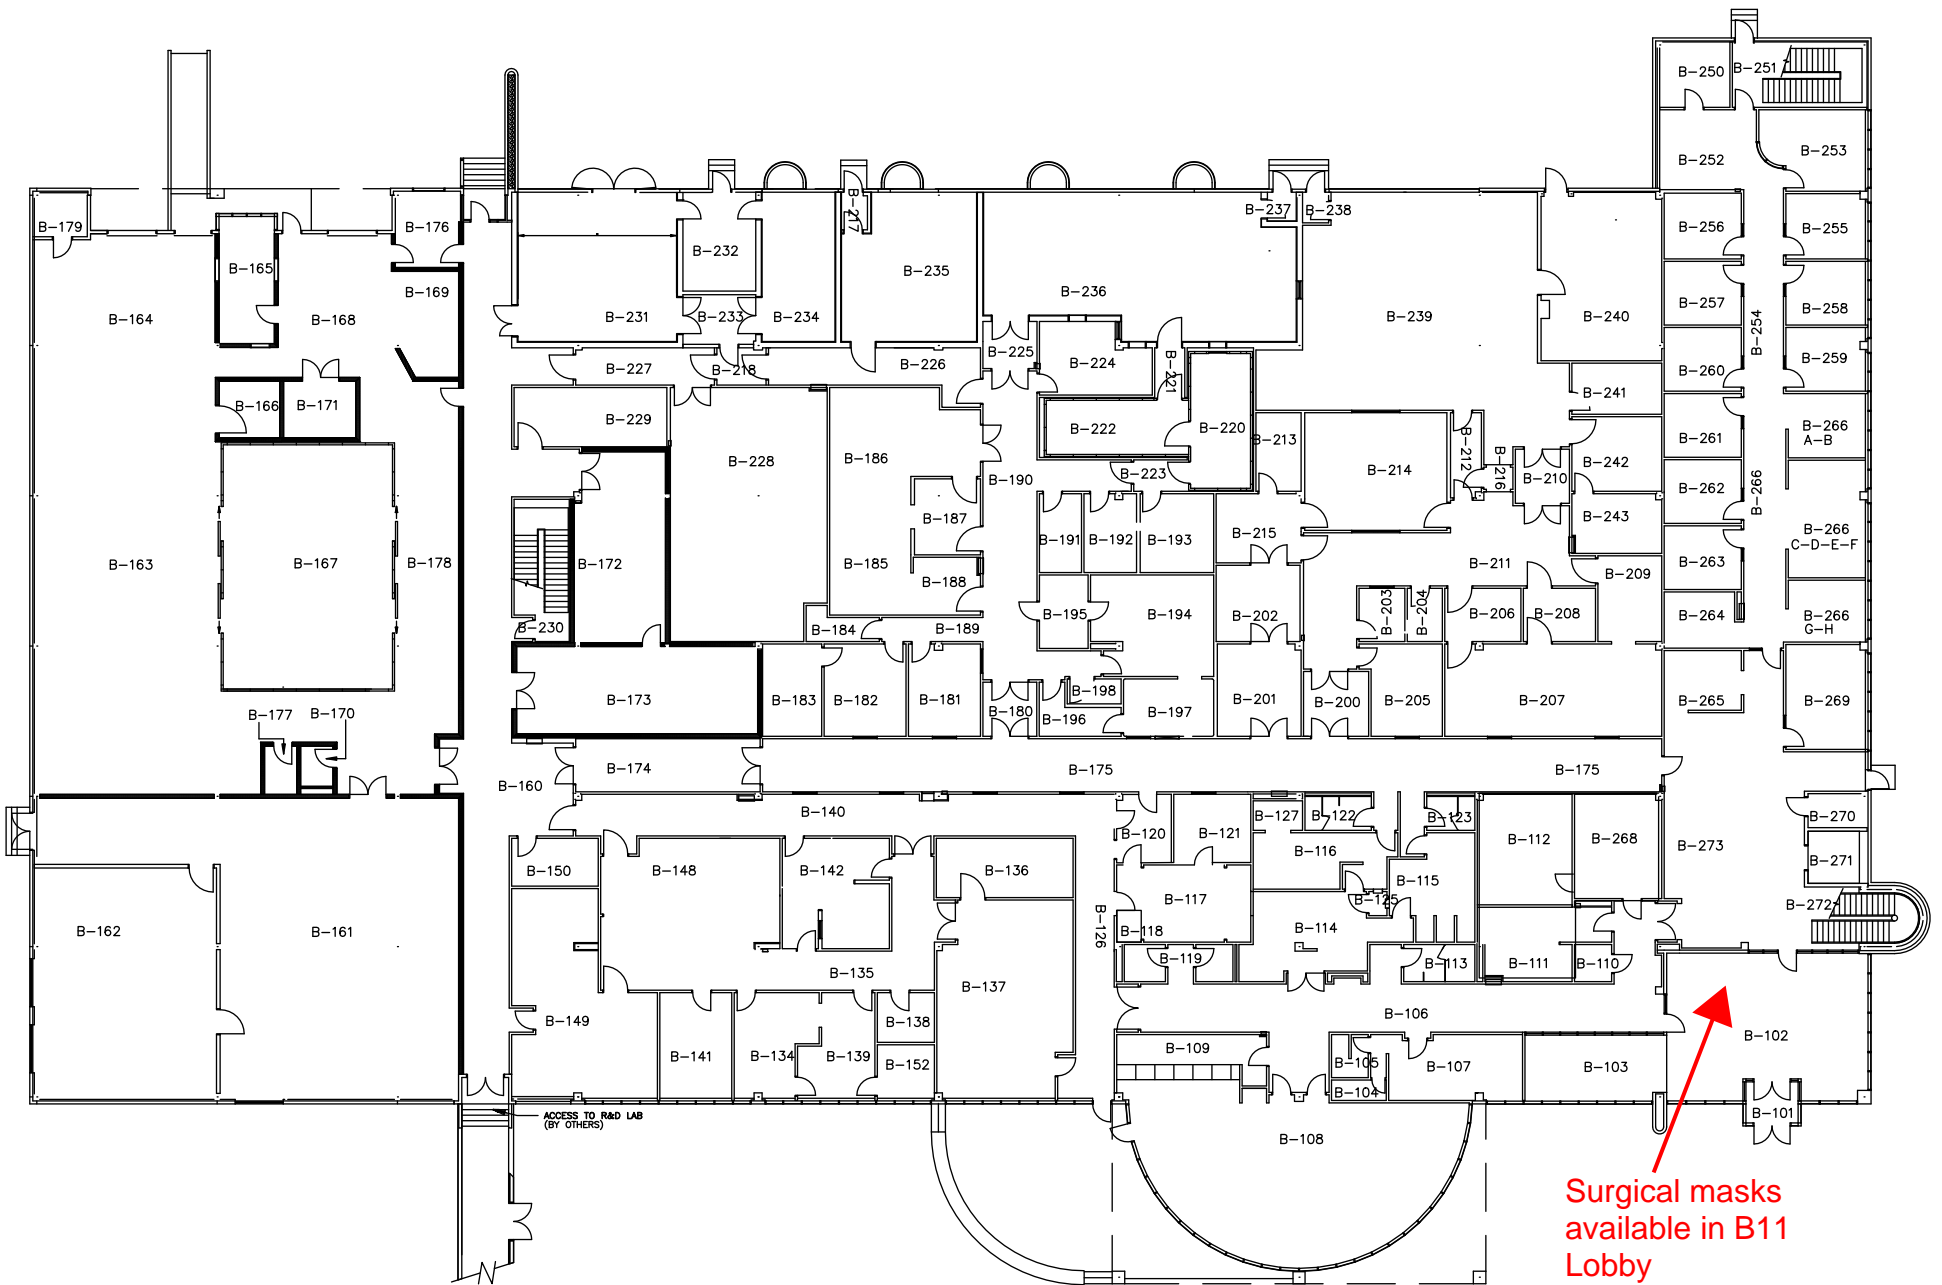 B-250
B-251
B-252
B-253
B-179
B-176
B-217
B-237
B-238
B-256
B-255
B-232
B-165
B-235
B-169
B-236
B-257
B-258
B-164
B-168
B-231
B-233
B-234
B-239
B-240
B-254
B-225
B-224
B-259
B-227
B-218
B-226
B-221
B-260
B-241
B-166
B-171
B-229
B-222
B-220
B-213
B-214
B-212
B-216
B-261
B-266
A-B
B-228
B-186
B-190
B-223
B-210
B-242
B-262
B-266
B-187
B-243
B-266
C-D-E-F
B-163
B-167
B-178
B-172
B-185
B-191
B-192
B-193
B-215
B-211
B-209
B-263
B-188
B-203
B-204
B-206
B-208
B-264
B-266
G-H
B-230
B-184
B-189
B-195
B-194
B-202
B-173
B-183
B-182
B-181
B-180
B-196
B-198
B-197
B-201
B-200
B-205
B-207
B-265
B-269
B-177
B-170
B-160
B-174
B-175
B-175
B-140
B-120
B-121
B-127
B-122
B-123
B-112
B-268
B-273
B-270
B-271
B-150
B-148
B-142
B-136
B-116
B-115
B-117
B-125
B-272
B-162
B-161
B-126
B-118
B-114
B-119
B-113
B-111
B-110
B-135
B-137
B-149
B-138
B-106
B-102
B-141
B-134
B-139
B-152
B-109
B-105
B-104
B-107
B-103
B-101
ACCESS TO R&D LAB
(BY OTHERS)
B-108
Surgical masks
available in B11
Lobby